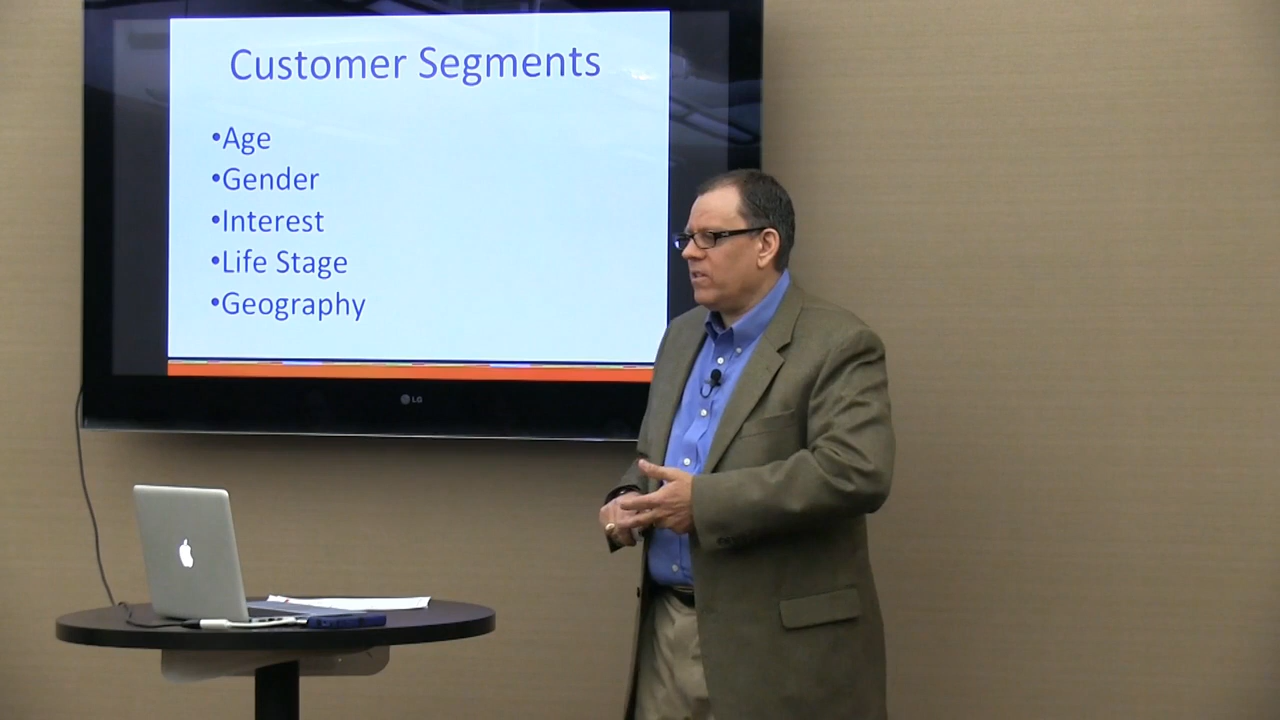 Customer Segments
•Age
•Gender
•Interest
•Life Stage
•Geography
LG